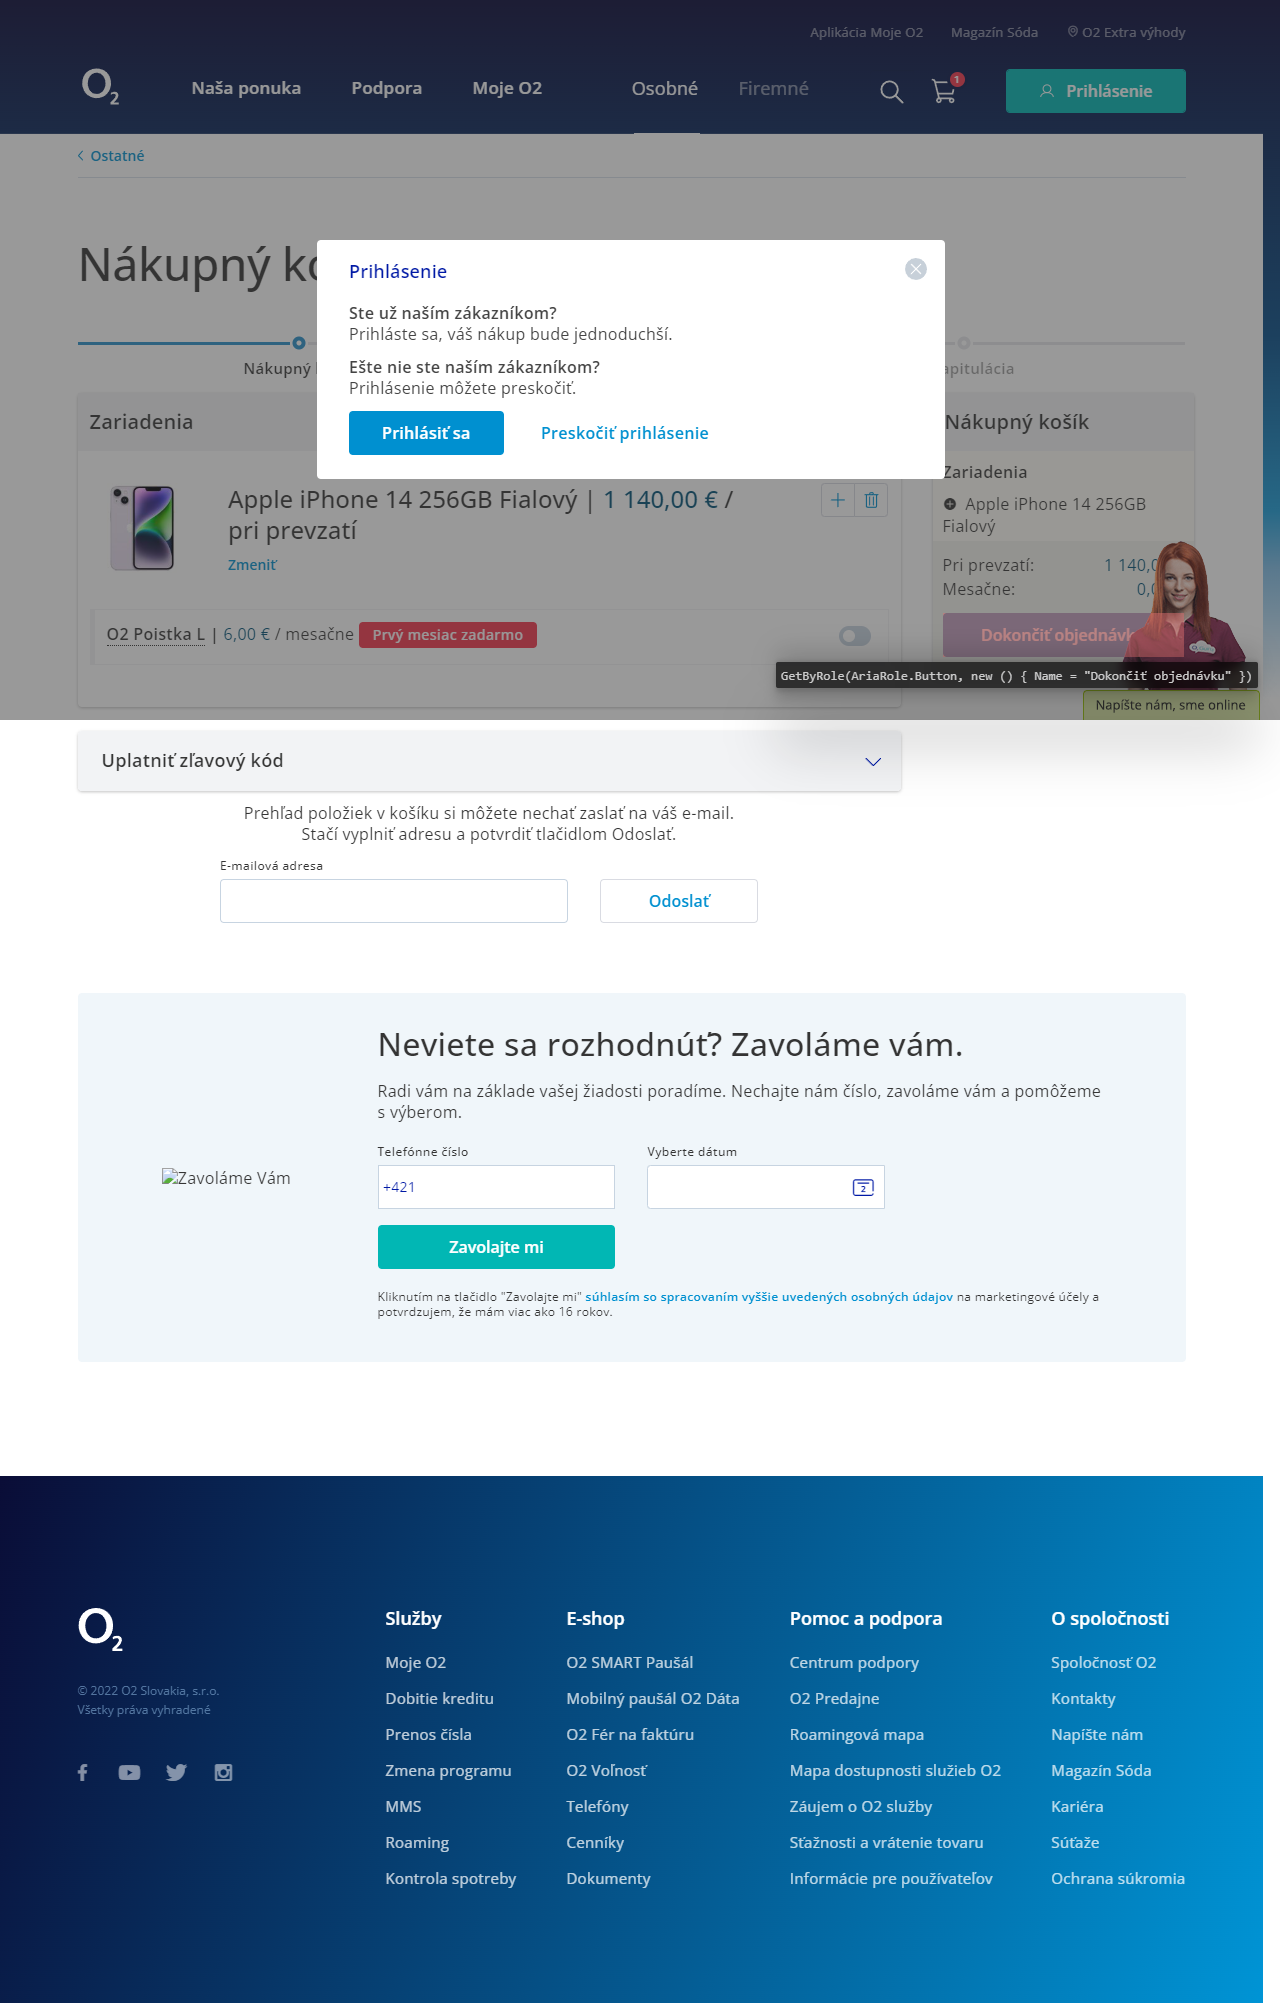 Aplikácia Moje O2
Magazín Sóda
O2 Extra výhody
O2
Naša ponuka
Podpora
Moje O2
Osobné
Firemné
1
Prihlásenie
Ostatné
Nákupný
Prihlásenie
Ste už naším zákazníkom?
Prihláste sa, váš nákup bude jednoduchší.
Ešte nie ste naším zákazníkom?
Prihlásenie môžete preskočiť.
Prihlásiť sa
Preskočiť prihlásenie
Nákupný
apitulácia
Zariadenia
Apple iPhone 14 256GB Fialový | 1 140,00 € /
pri prevzatí
Zmeniť
O2 Poistka L | 6,00 € / mesačne
Prvý mesiac zadarmo
Nákupný košík
Zariadenia
Apple iPhone 14 256GB
Fialový
Pri prevzatí: 1 140,0
Mesačne: 0,0
Dokončiť objednávk
GetByRole(AriaRole.Button, new () { Name = "Dokončiť objednávku" })
Napíšte nám, sme online
Uplatniť zľavový kód
Prehľad položiek v košíku si môžete nechať zaslať na váš e-mail.
Stačí vyplniť adresu a potvrdiť tlačidlom Odoslať.
E-mailová adresa
Odoslať
Neviete sa rozhodnúť? Zavoláme vám.
Radi vám na základe vašej žiadosti poradíme. Nechajte nám číslo, zavoláme vám a pomôžeme
s výberom.
Zavoláme Vám
Telefónne číslo
Vyberte dátum
+421
2
Zavolajte mi
Kliknutím na tlačidlo "Zavolajte mi" súhlasím so spracovaním vyššie uvedených osobných údajov na marketingové účely a
potvrdzujem, že mám viac ako 16 rokov.
O2
© 2022 O2 Slovakia, s.r.o.
Všetky práva vyhradené
Služby
Moje O2
Dobitie kreditu
Prenos čísla
Zmena programu
MMS
Roaming
Kontrola spotreby
E-shop
O2 SMART Paušál
Mobilný paušál O2 Dáta
O2 Fér na faktúru
O2 Voľnosť
Telefóny
Cenníky
Dokumenty
Pomoc a podpora
Centrum podpory
O2 Predajne
Roamingová mapa
Mapa dostupnosti služieb O2
Záujem o O2 služby
Sťažnosti a vrátenie tovaru
Informácie pre používateľov
O spoločnosti
Spoločnosť O2
Kontakty
Napíšte nám
Magazín Sóda
Kariéra
Súťaže
Ochrana súkromia